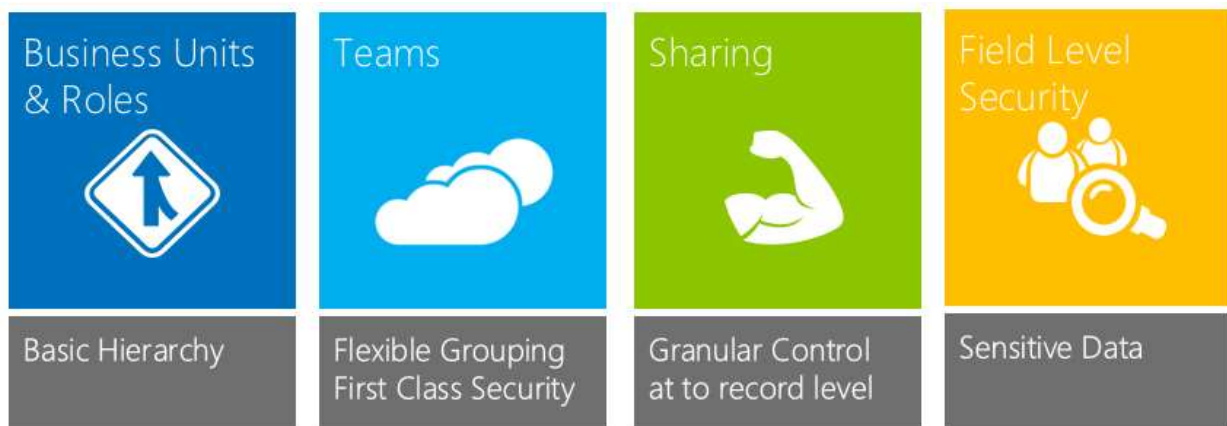 Business Units
& Roles
Basic Hierarchy
Teams
Flexible Grouping
First Class Security
Sharing
Granular Control
at to record level
Field Level
Security
Sensitive Data